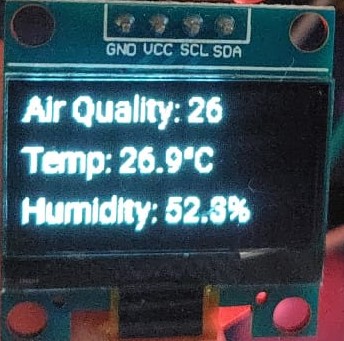 GND VCC SCL SDA
Air Quality: 26
Temp: 26.9°C
Humidity: 52.3%